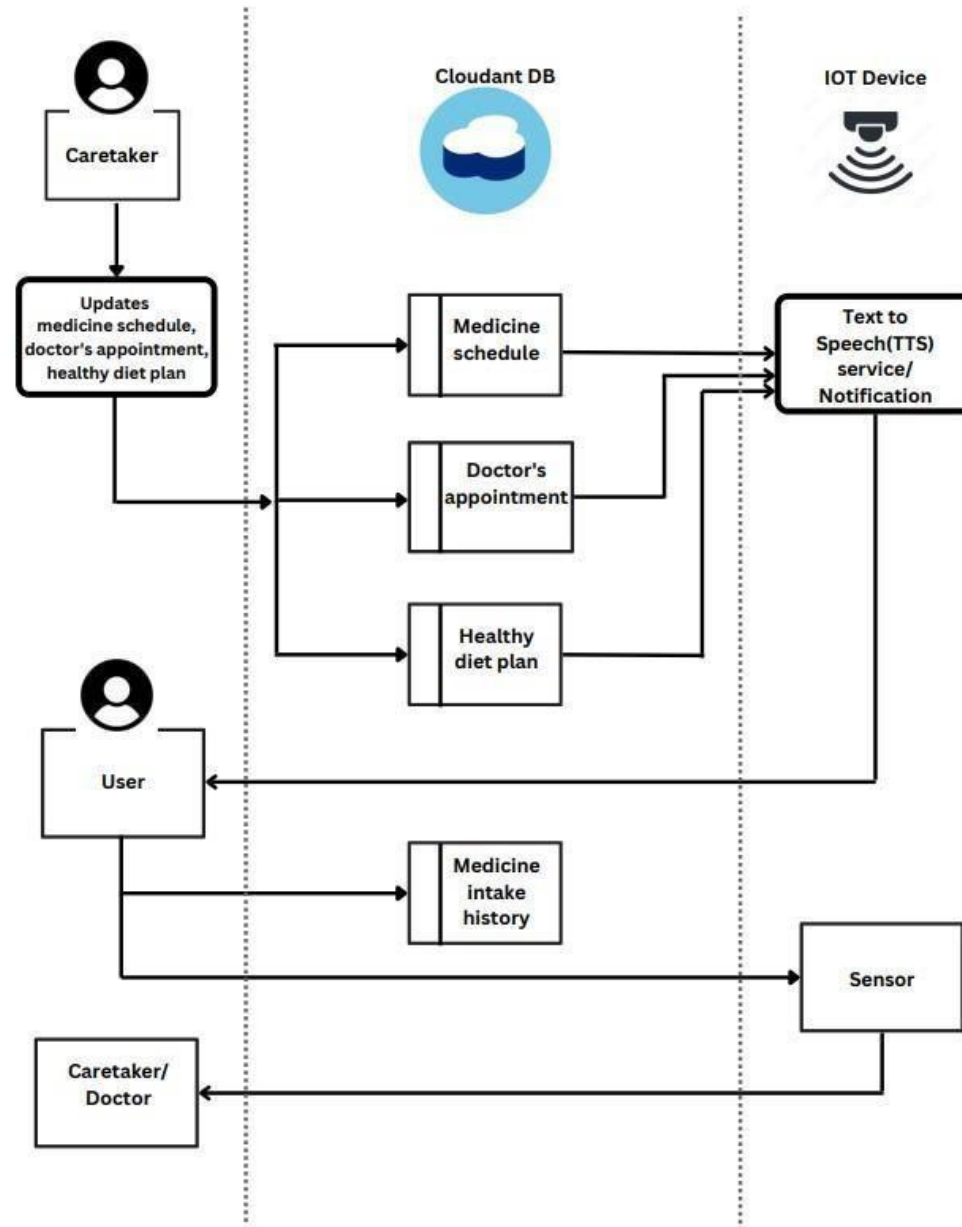 Cloudant DB
IOT Device
Caretaker
Updates
medicine schedule,
doctor's appointment,
healthy diet plan
Medicine
schedule
Text to
Speech(TTS)
service/
Notification
Doctor's
appointment
Healthy
diet plan
User
Medicine
intake
history
Sensor
Caretaker/
Doctor